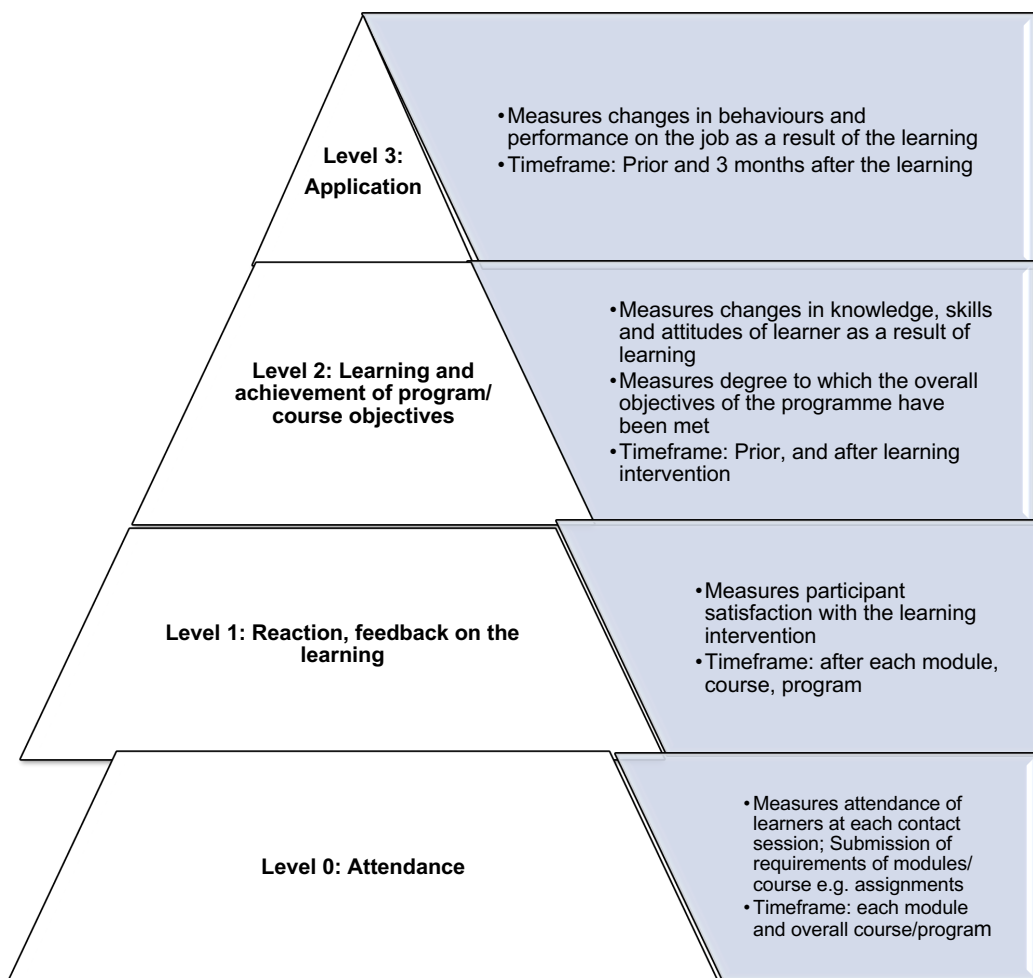 Level 3:
Application
•Measures changes in behaviours and
performance on the job as a result of the learning
•Timeframe: Prior and 3 months after the learning
Level 2: Learning and
achievement of program/
course objectives
•Measures changes in knowledge, skills
and attitudes of learner as a result of
learning
•Measures degree to which the overall
objectives of the programme have
been met
•Timeframe: Prior, and after learning
intervention
Level 1: Reaction, feedback on the
learning
•Measures participant
satisfaction with the learning
intervention
•Timeframe: after each module,
course, program
Level 0: Attendance
•Measures attendance of
learners at each contact
session; Submission of
requirements of modules/
course e.g. assignments
•Timeframe: each module
and overall course/program